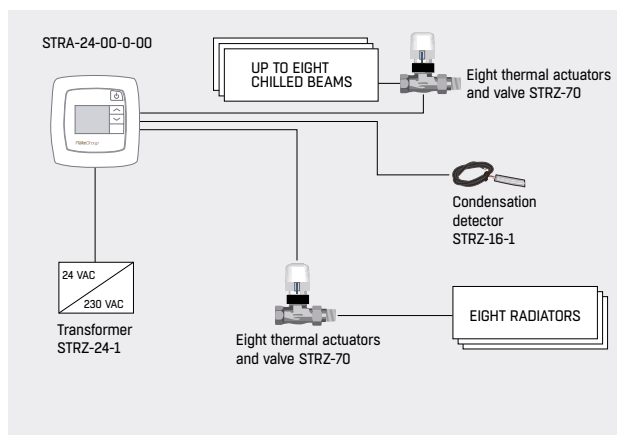 STRA-24-00-0-00
UP TO EIGHT
CHILLED BEAMS
Eight thermal actuators
and valve STRZ-70
Condensation
detector
STRZ-16-1
24 VAC
230 VAC
Transformer
STRZ-24-1
Eight thermal actuators
and valve STRZ-70
EIGHT RADIATORS